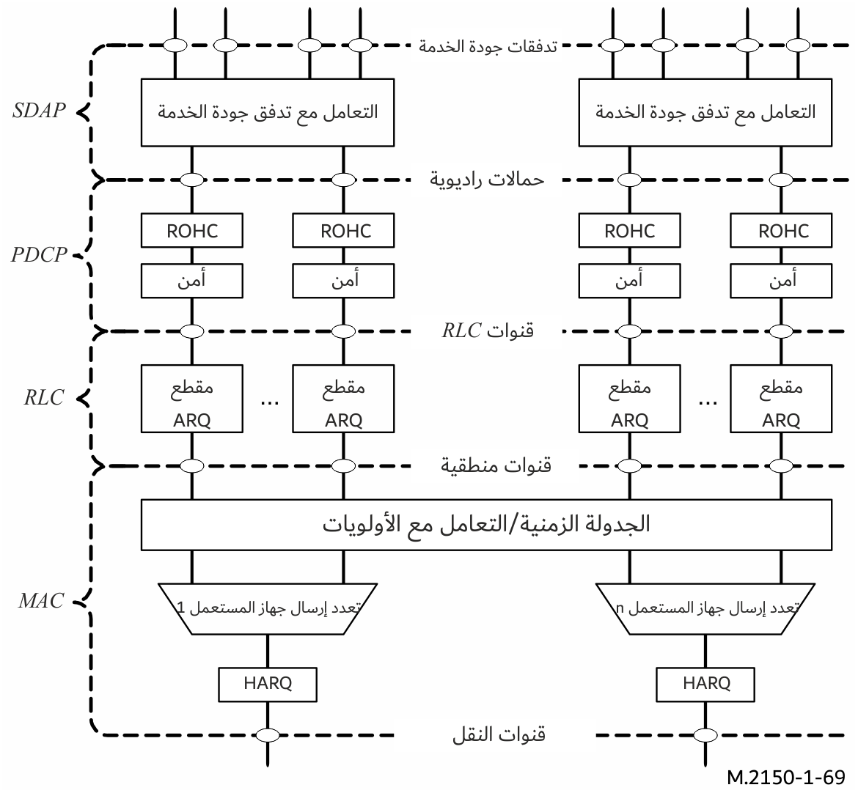 تدفقات جودة الخدمة
SDAP
التعامل مع تدفق جودة الخدمة
التعامل مع تدفق جودة الخدمة
حمالات راديوية
PDCP
ROHC
ROHC
ROHC
ROHC
أمن
أمن
أمن
أمن
قنوات RLC
RLC
مقطع
ARQ
...
مقطع
ARQ
مقطع
ARQ
...
مقطع
ARQ
قنوات منطقية
الجدولة الزمنية/التعامل مع الأولويات
MAC
تعدد إرسال جهاز المستعمل 1
تعدد إرسال جهاز المستعمل n
HARQ
HARQ
قنوات النقل
M.2150-1-69